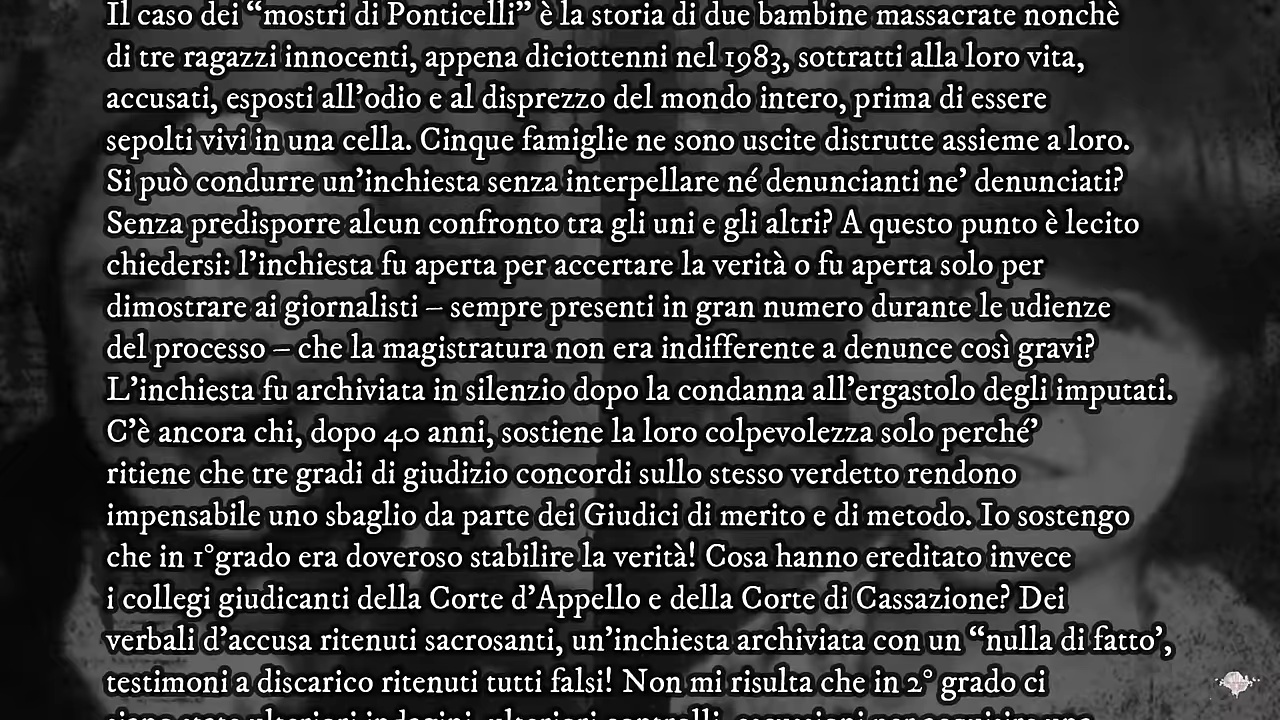 Il caso dei “mostri di Ponticelli” è la storia di due bambine massacrate nonchè
di tre ragazzi innocenti, appena diciottenni nel 1983, sottratti alla loro vita,
accusati, esposti all’odio e al disprezzo del mondo intero, prima di essere
sepolti vivi in una cella. Cinque famiglie ne sono uscite distrutte assieme a loro.
Si può condurre un’inchiesta senza interpellare né denuncianti ne’ denunciati?
Senza predisporre alcun confronto tra gli uni e gli altri? A questo punto è lecito
chiedersi: l’inchiesta fu aperta per accertare la verità o fu aperta solo per
dimostrare ai giornalisti – sempre presenti in gran numero durante le udienze
del processo – che la magistratura non era indifferente a denunce così gravi?
L’inchiesta fu archiviata in silenzio dopo la condanna all’ergastolo degli imputati.
C’è ancora chi, dopo 40 anni, sostiene la loro colpevolezza solo perché’
ritiene che tre gradi di giudizio concordi sullo stesso verdetto rendono
impensabile uno sbaglio da parte dei Giudici di merito e di metodo. Io sostengo
che in 1°grado era doveroso stabilire la verità! Cosa hanno ereditato invece
i collegi giudicanti della Corte d’Appello e della Corte di Cassazione? Dei
verbali d’accusa ritenuti sacrosanti, un’inchiesta archiviata con un “nulla di fatto’,
testimoni a discarico ritenuti tutti falsi! Non mi risulta che in 2° grado ci